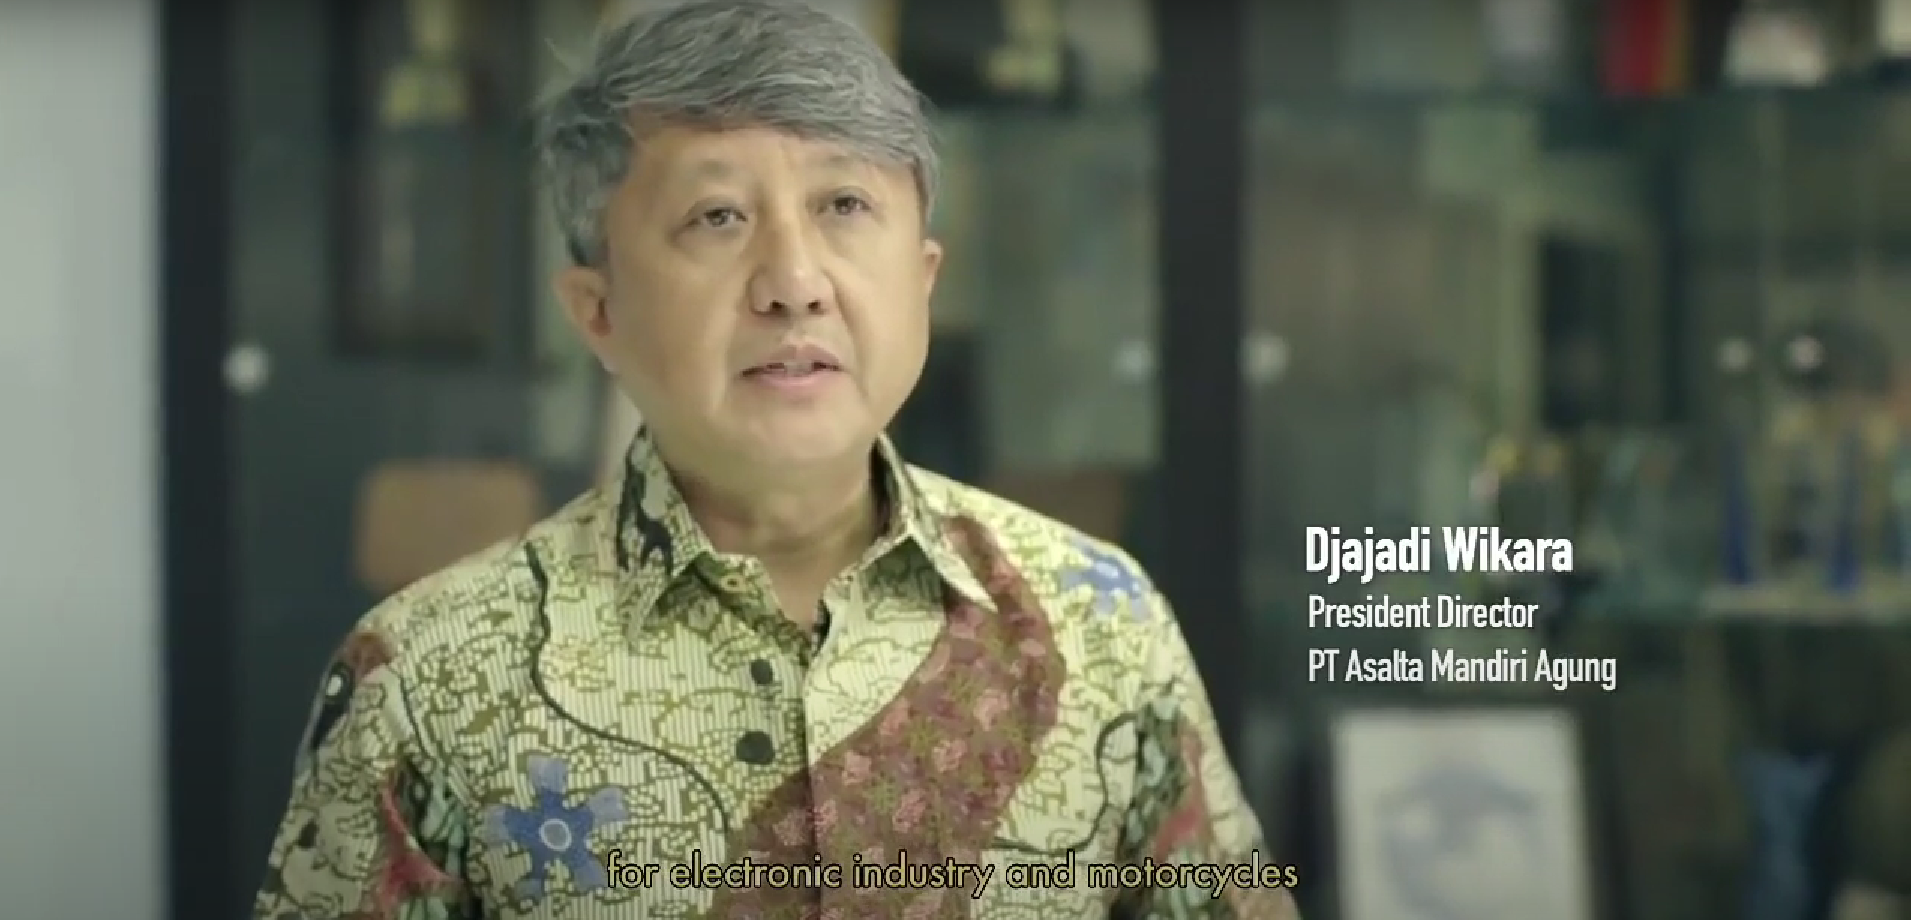 Djajadi Wikara
President Director
PT Asalta Mandiri Agung
for electronic industry and motorcycles